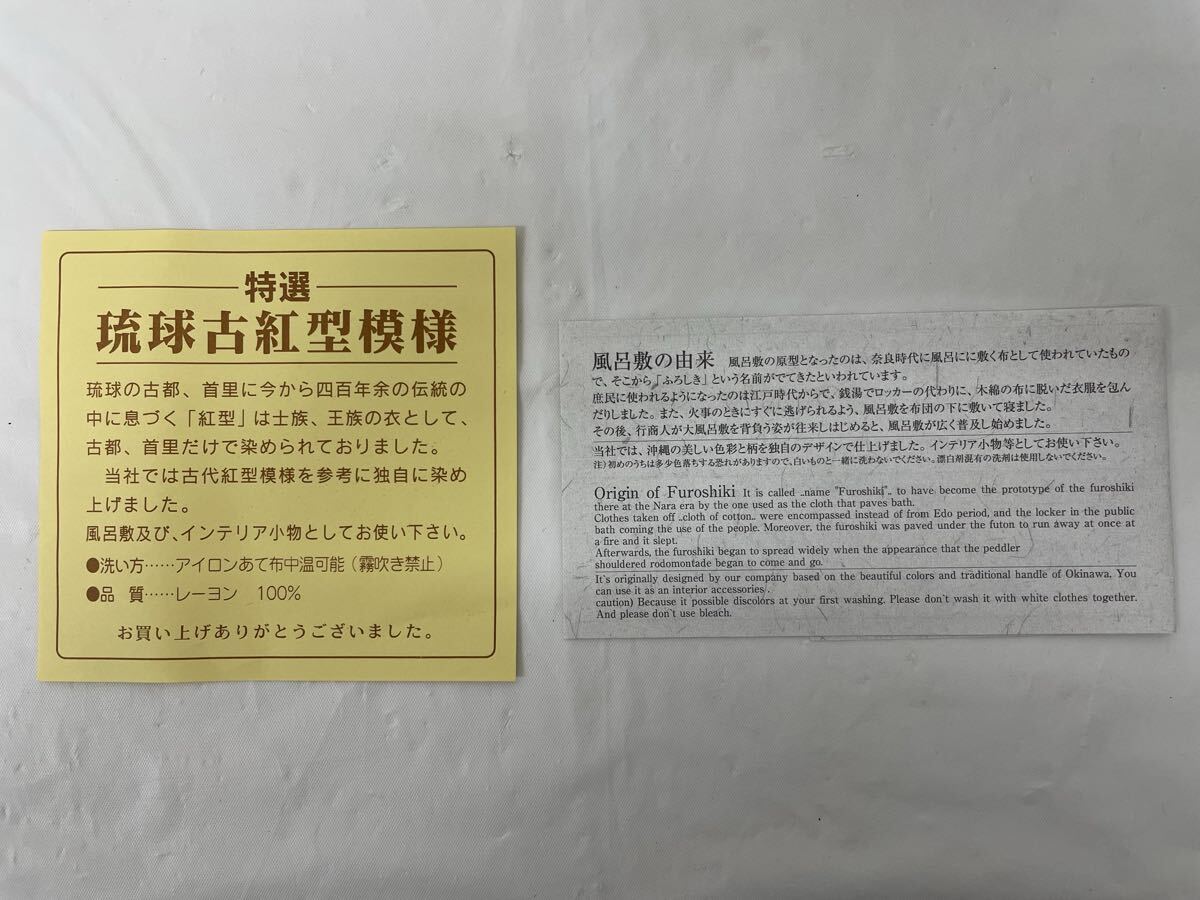 特選
琉球古紅型模様
琉球の古都、首里に今から四百年余の伝統の
中に息づく「紅型」は士族、王族の衣として、
古都、首里だけで染められておりました。
当社では古代紅型模様を参考に独自に染め
上げました。
風呂敷及び、インテリア小物としてお使い下さい。
●洗い方……アイロンあて布中温可能（霧吹き禁止）
●品　質……レーヨン　100%
お買い上げありがとうございました。
風呂敷の由来　風呂敷の原型となったのは、奈良時代に風呂にに敷く布として使われていたもの
で、そこから「ふろしき」という名前がでてきたといわれています。
庶民に使われるようになったのは江戸時代からで、銭湯でロッカーの代わりに、木綿の布に脱いだ衣服を包ん
だりしました。また、火事のときにすぐに逃げられるよう、風呂敷を布団の下に敷いて寝ました。
その後、行商人が大風呂敷を背負う姿が往来しはじめると、風呂敷が広く普及し始めました。
当社では、沖縄の美しい色彩と柄を独自のデザインで仕上げました。インテリア小物等としてお使い下さい。
注）初めのうちは多少色落ちする恐れがありますので、白いものと一緒に洗わないでください。漂白剤混有の洗剤は使用しないでください。
Origin of Furoshiki It is called ..name "Furoshiki".. to have become the prototype of the furoshiki
there at the Nara era by the one used as the cloth that paves bath.
Clothes taken off ..cloth of cotton.. were encompassed instead of from Edo period, and the locker in the public
bath coming the use of the people. Moreover, the furoshiki was paved under the futon to run away at once at
a fire and it slept.
Afterwards, the furoshiki began to spread widely when the appearance that the peddler
shouldered rodomontade began to come and go.
It's originally designed by our company based on the beautiful colors and traditional handle of Okinawa. You
can use it as an interior accessories .
caution) Because it possible discolors at your first washing. Please don't wash it with white clothes together.
And please don't use bleach.